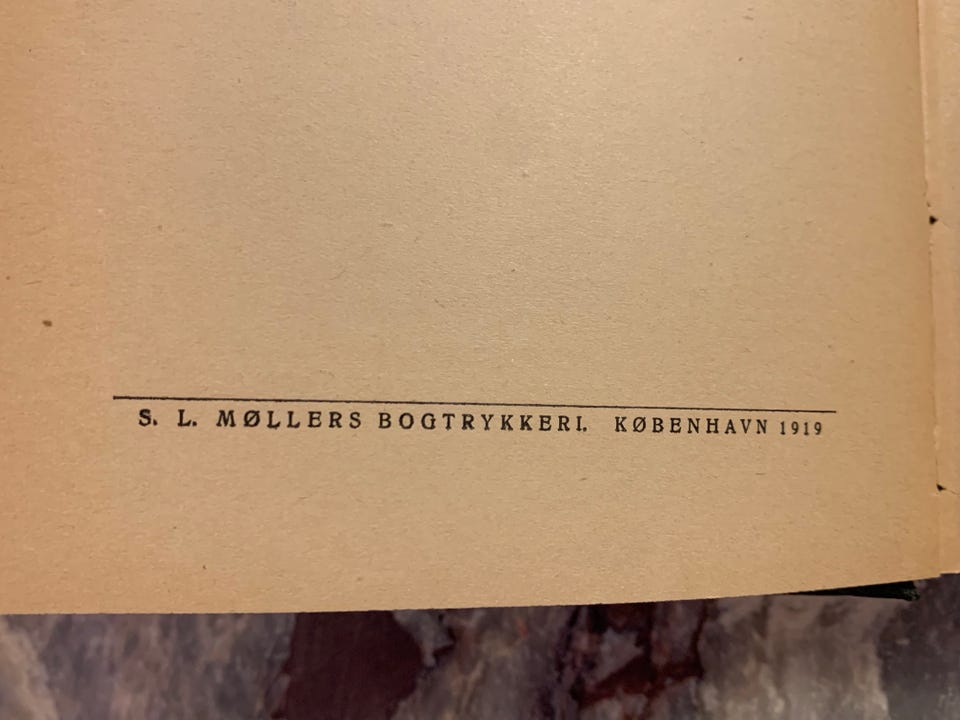 S. L. MØLLERS BOGTRYKKERI. KØBENHAVN 1919